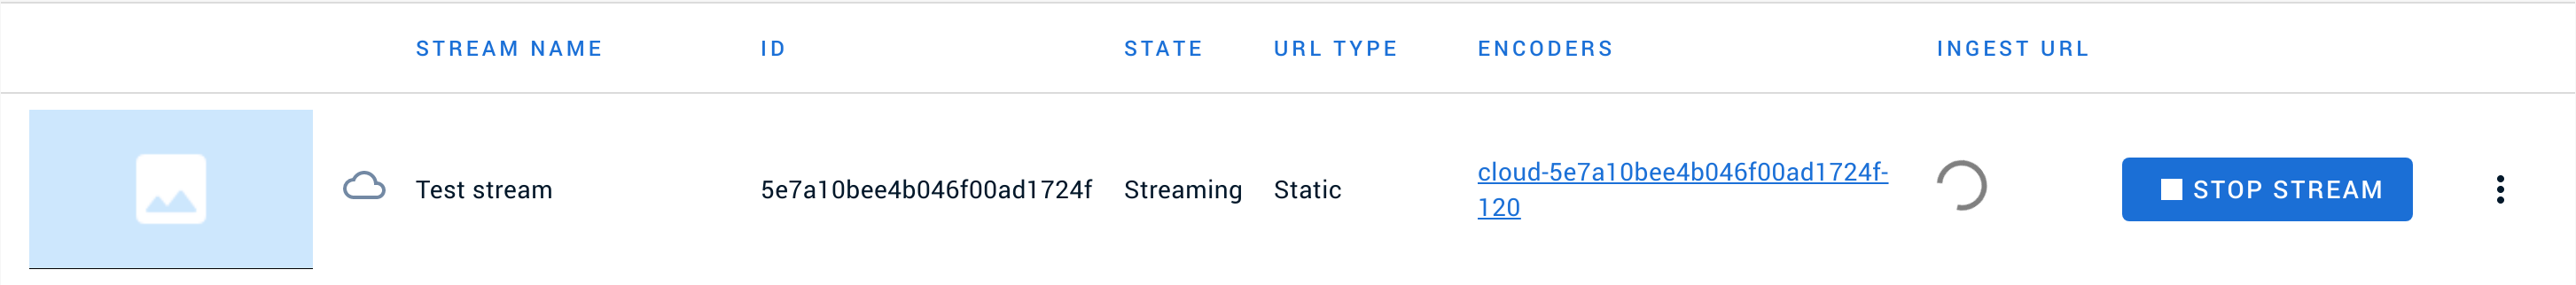 STREAM NAME ID STATE URL TYPE ENCODERS INGEST URL
Test stream 5e7a10bee4b046f00ad1724f Streaming Static cloud-5e7a10bee4b046f00ad1724f-
120
STOP STREAM